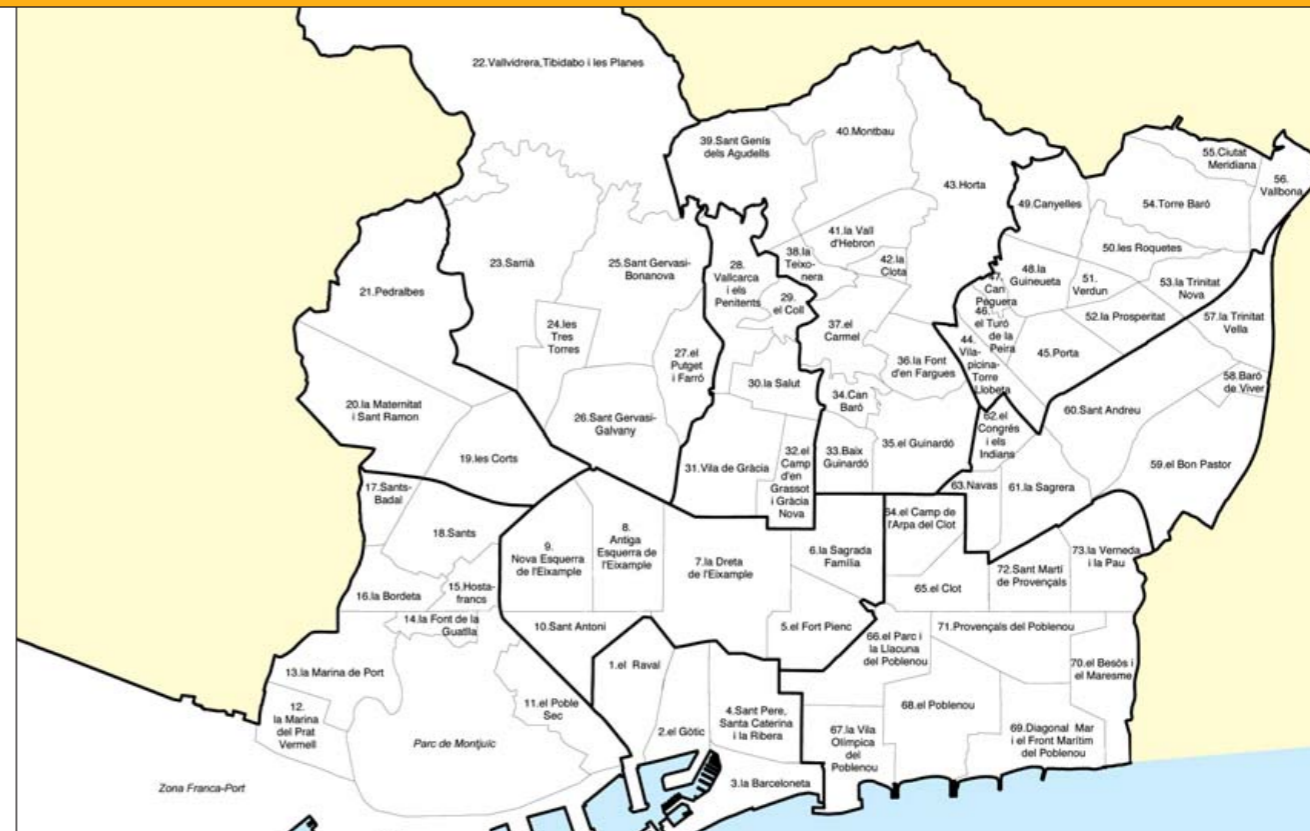 22.Vallvidrera,Tibidabo i les Planes
39.Sant Genís
dels Agudells
40.Montbau
55.Ciutat
Meridiana
56.
Vallbona
43.Horta
49.Canyelles
54.Torre Baró
41.la Vall
d'Hebron
38.la
Teixo-
nera
42.la
Clota
50.les Roquetes
21.Pedralbes
23.Sarrià
25.Sant Gervasi-
Bonanova
28.
Vallcarca
i els
Penitents
29.
el Coll
47.
Can
Peguera
48.la
Guineueta
51.
Verdun
53.la Trinitat
Nova
52.la Prosperitat
57.la Trinitat
Vella
24.les
Tres
Torres
27.el
Putget
i Farró
37.el
Carmel
46.
el Turó
de la
Peira
44.
Vila-
picina-
Torre
Llobeta
45.Porta
36.la Font
d'en Fargues
30.la Salut
34.Can
Baró
58.Baró
de Viver
20.la Maternitat
i Sant Ramon
26.Sant Gervasi-
Galvany
60.Sant Andreu
62.el
Congrés
i els
Indians
19.les Corts
31.Vila de Gràcia
32.el
Camp
d'en
Grassot
i Gràcia
Nova
33.Baix
Guinardó
35.el Guinardó
59.el Bon Pastor
17.Sants-
Badal
63.Navas
61.la Sagrera
18.Sants
9.
Nova Esquerra
de l'Eixample
8.
Antiga
Esquerra de
l'Eixample
7.la Dreta
de l'Eixample
6.la Sagrada
Família
64.el Camp de
l'Arpa del Clot
72.Sant Martí
de Provençals
73.la Verneda
i la Pau
16.la Bordeta
15.Hosta-
francs
65.el Clot
14.la Font de la
Guatlla
10.Sant Antoni
5.el Fort Pienc
66.el Parc i
la Llacuna
del Poblenou
71.Provençals del Poblenou
13.la Marina de Port
1.el Raval
70.el Besòs i
el Maresme
12.
la Marina
del Prat
Vermell
11.el Poble
Sec
4.Sant Pere,
Santa Caterina
i la Ribera
68.el Poblenou
Parc de Montjuïc
2.el Gòtic
67.la Vila
Olímpica
del
Poblenou
69.Diagonal Mar
i el Front Marítim
del Poblenou
Zona Franca-Port
3.la Barceloneta